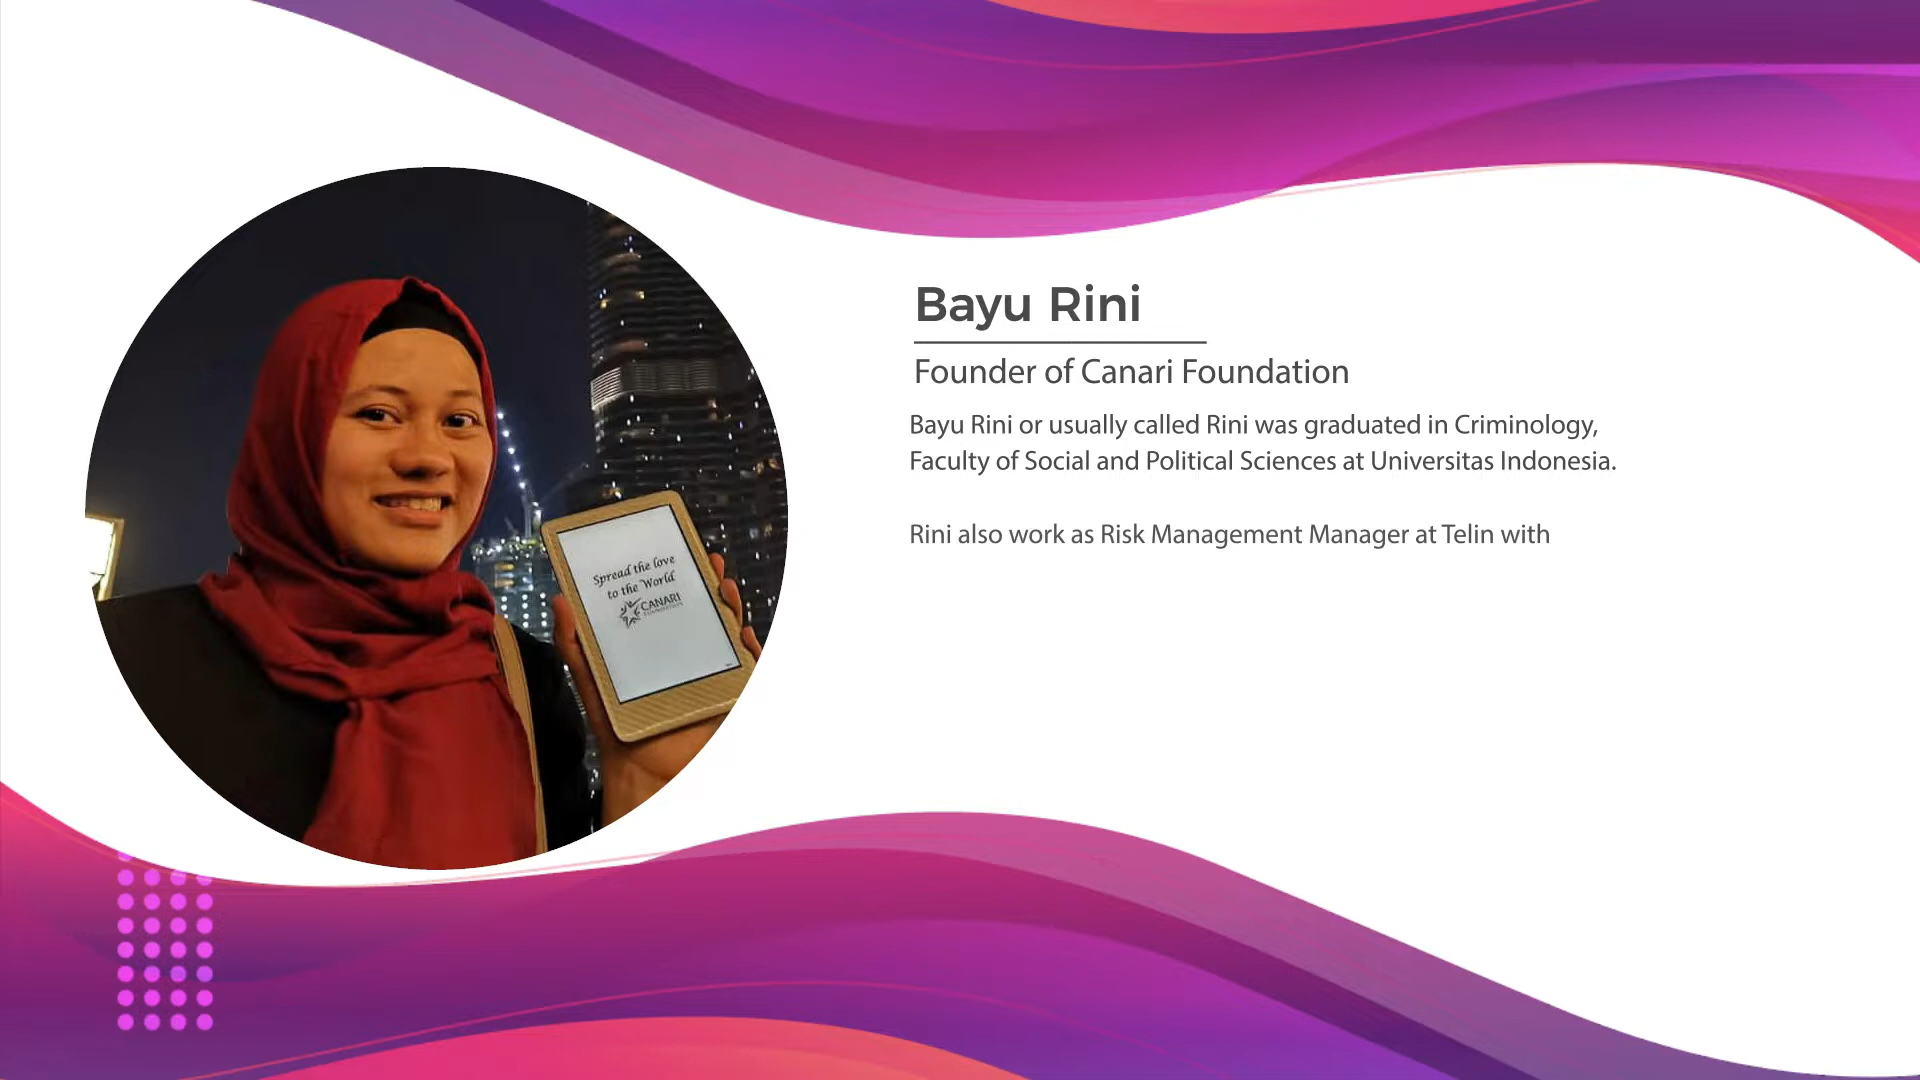 Bayu Rini
Founder of Canari Foundation
Bayu Rini or usually called Rini was graduated in Criminology,
Faculty of Social and Political Sciences at Universitas Indonesia.
Rini also work as Risk Management Manager at Telin with
Spread the love
to the World
CANARI
FOUNDATION